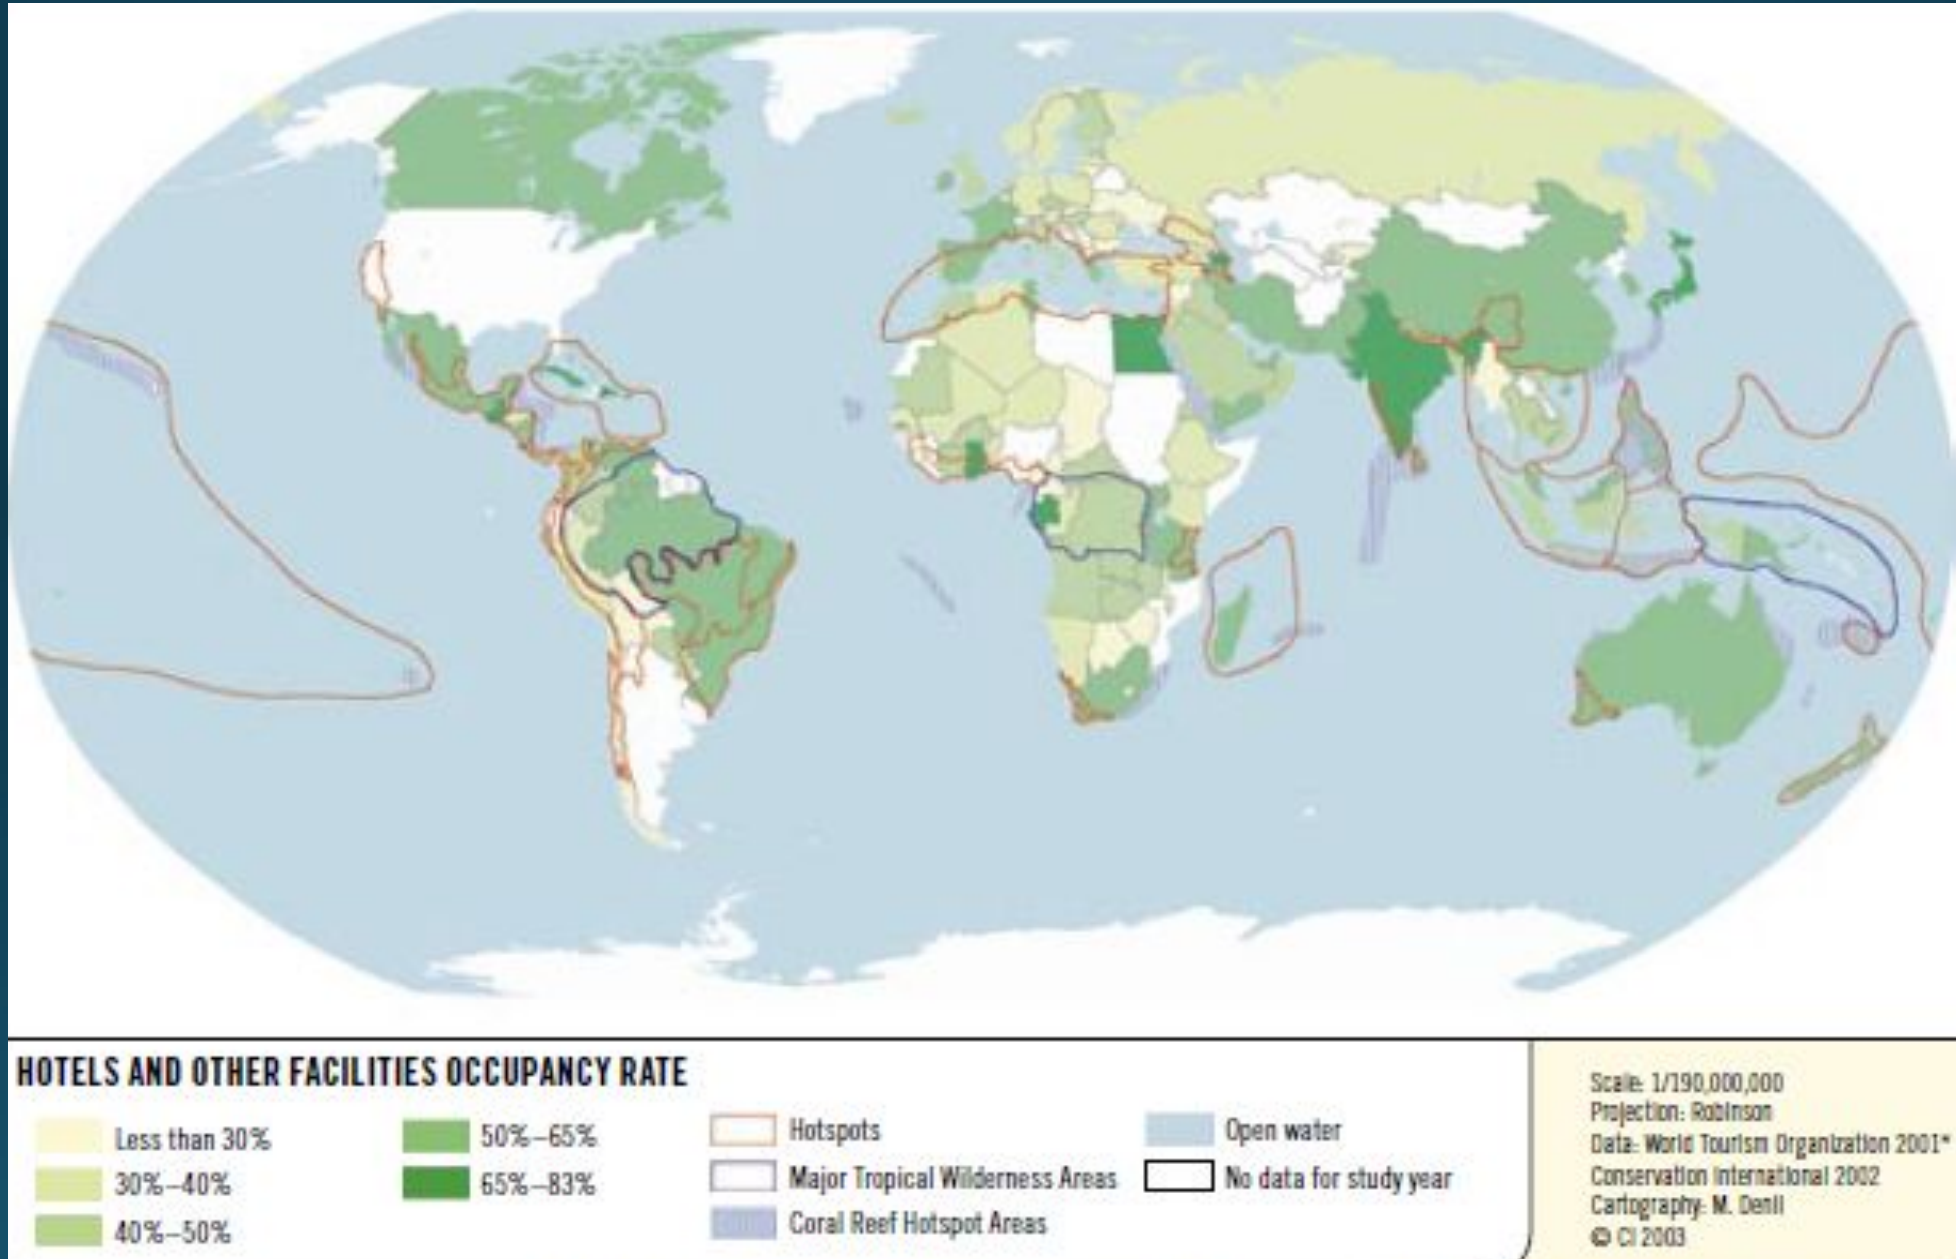 HOTELS AND OTHER FACILITIES OCCUPANCY RATE
Less than 30%
30%–40%
40%–50%
50%–65%
65%–83%
Hotspots
Major Tropical Wilderness Areas
Coral Reef Hotspot Areas
Open water
No data for study year
Scale: 1/190,000,000
Projection: Robinson
Data: World Tourism Organization 2001*
Conservation International 2002
Cartography: M. Denil
© CI 2003